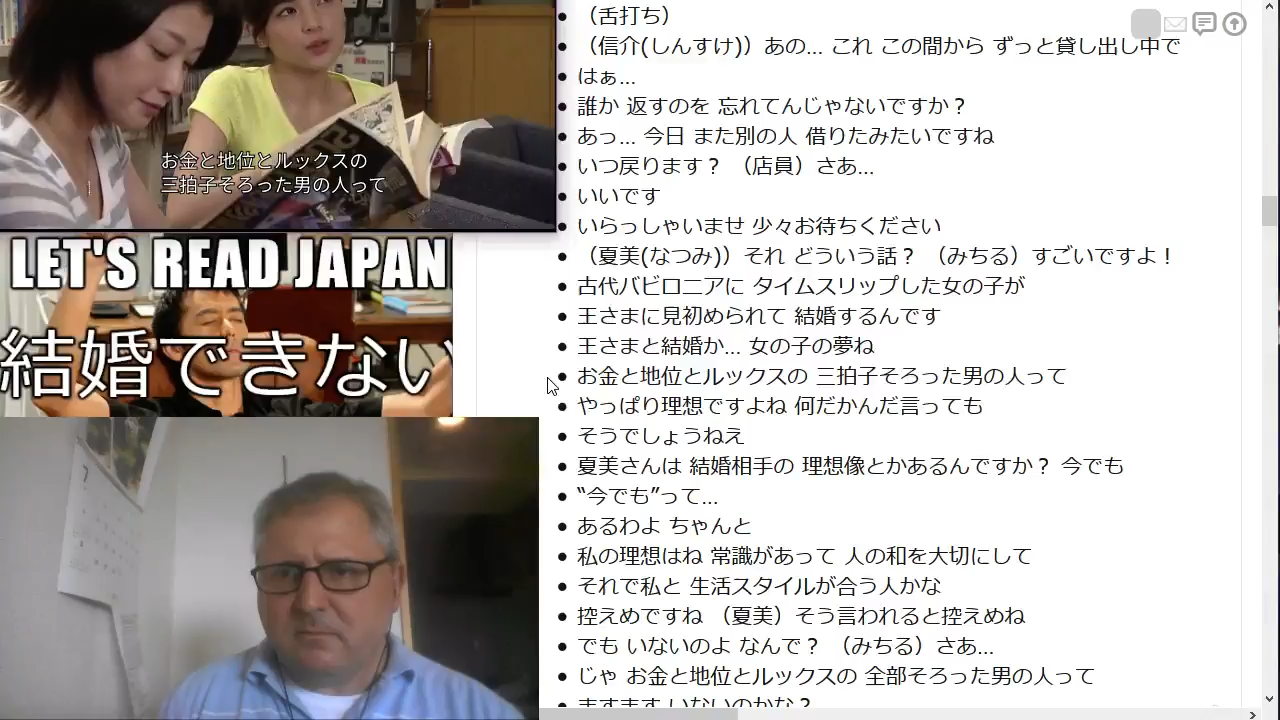 お金と地位とルックスの
三拍子そろった男の人って
LET'S READ JAPAN
結婚できない
7
（舌打ち）
（信介(しんすけ)）あの… これ この間から ずっと貸し出し中で
はぁ…
誰か 返すのを 忘れてんじゃないですか？
あっ… 今日 また別の人 借りたみたいですね
いつ戻ります？ （店員）さあ…
いいです
いらっしゃいませ 少々お待ちください
（夏美(なつみ)）それ どういう話？ （みちる）すごいですよ！
古代バビロニアに タイムスリップした女の子が
王さまに見初められて 結婚するんです
王さまと結婚か… 女の子の夢ね
お金と地位とルックスの 三拍子そろった男の人って
やっぱり理想ですよね 何だかんだ言っても
そうでしょうねえ
夏美さんは 結婚相手の 理想像とかあるんですか？ 今でも
“今でも”って…
あるわよ ちゃんと
私の理想はね 常識があって 人の和を大切にして
それで私と 生活スタイルが合う人かな
控えめですね （夏美）そう言われると控えめね
でも いないのよ なんで？ （みちる）さあ…
じゃ お金と地位とルックスの 全部そろった男の人って
ますます いないのかな？